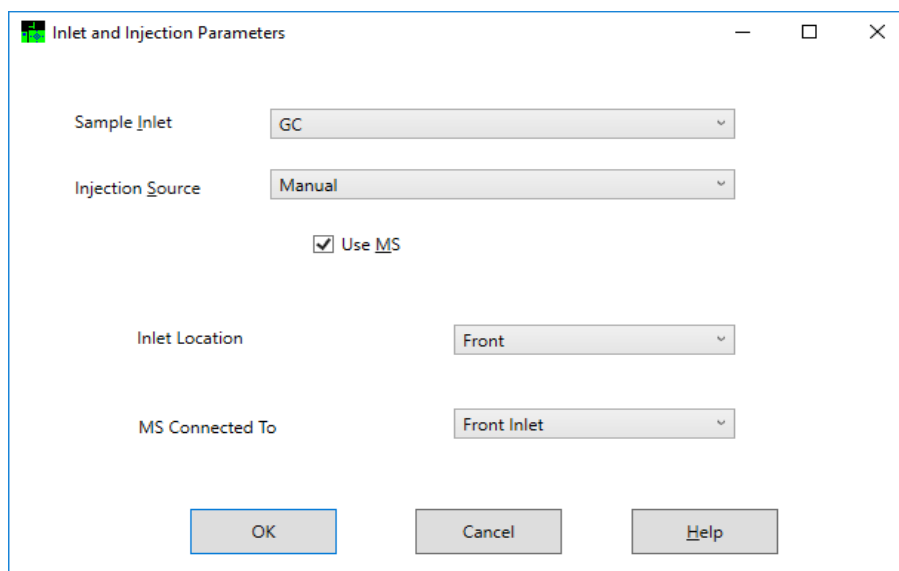 Inlet and Injection Parameters
Sample Inlet
GC
Injection Source
Manual
Use MS
Inlet Location
Front
MS Connected To
Front Inlet
OK
Cancel
Help